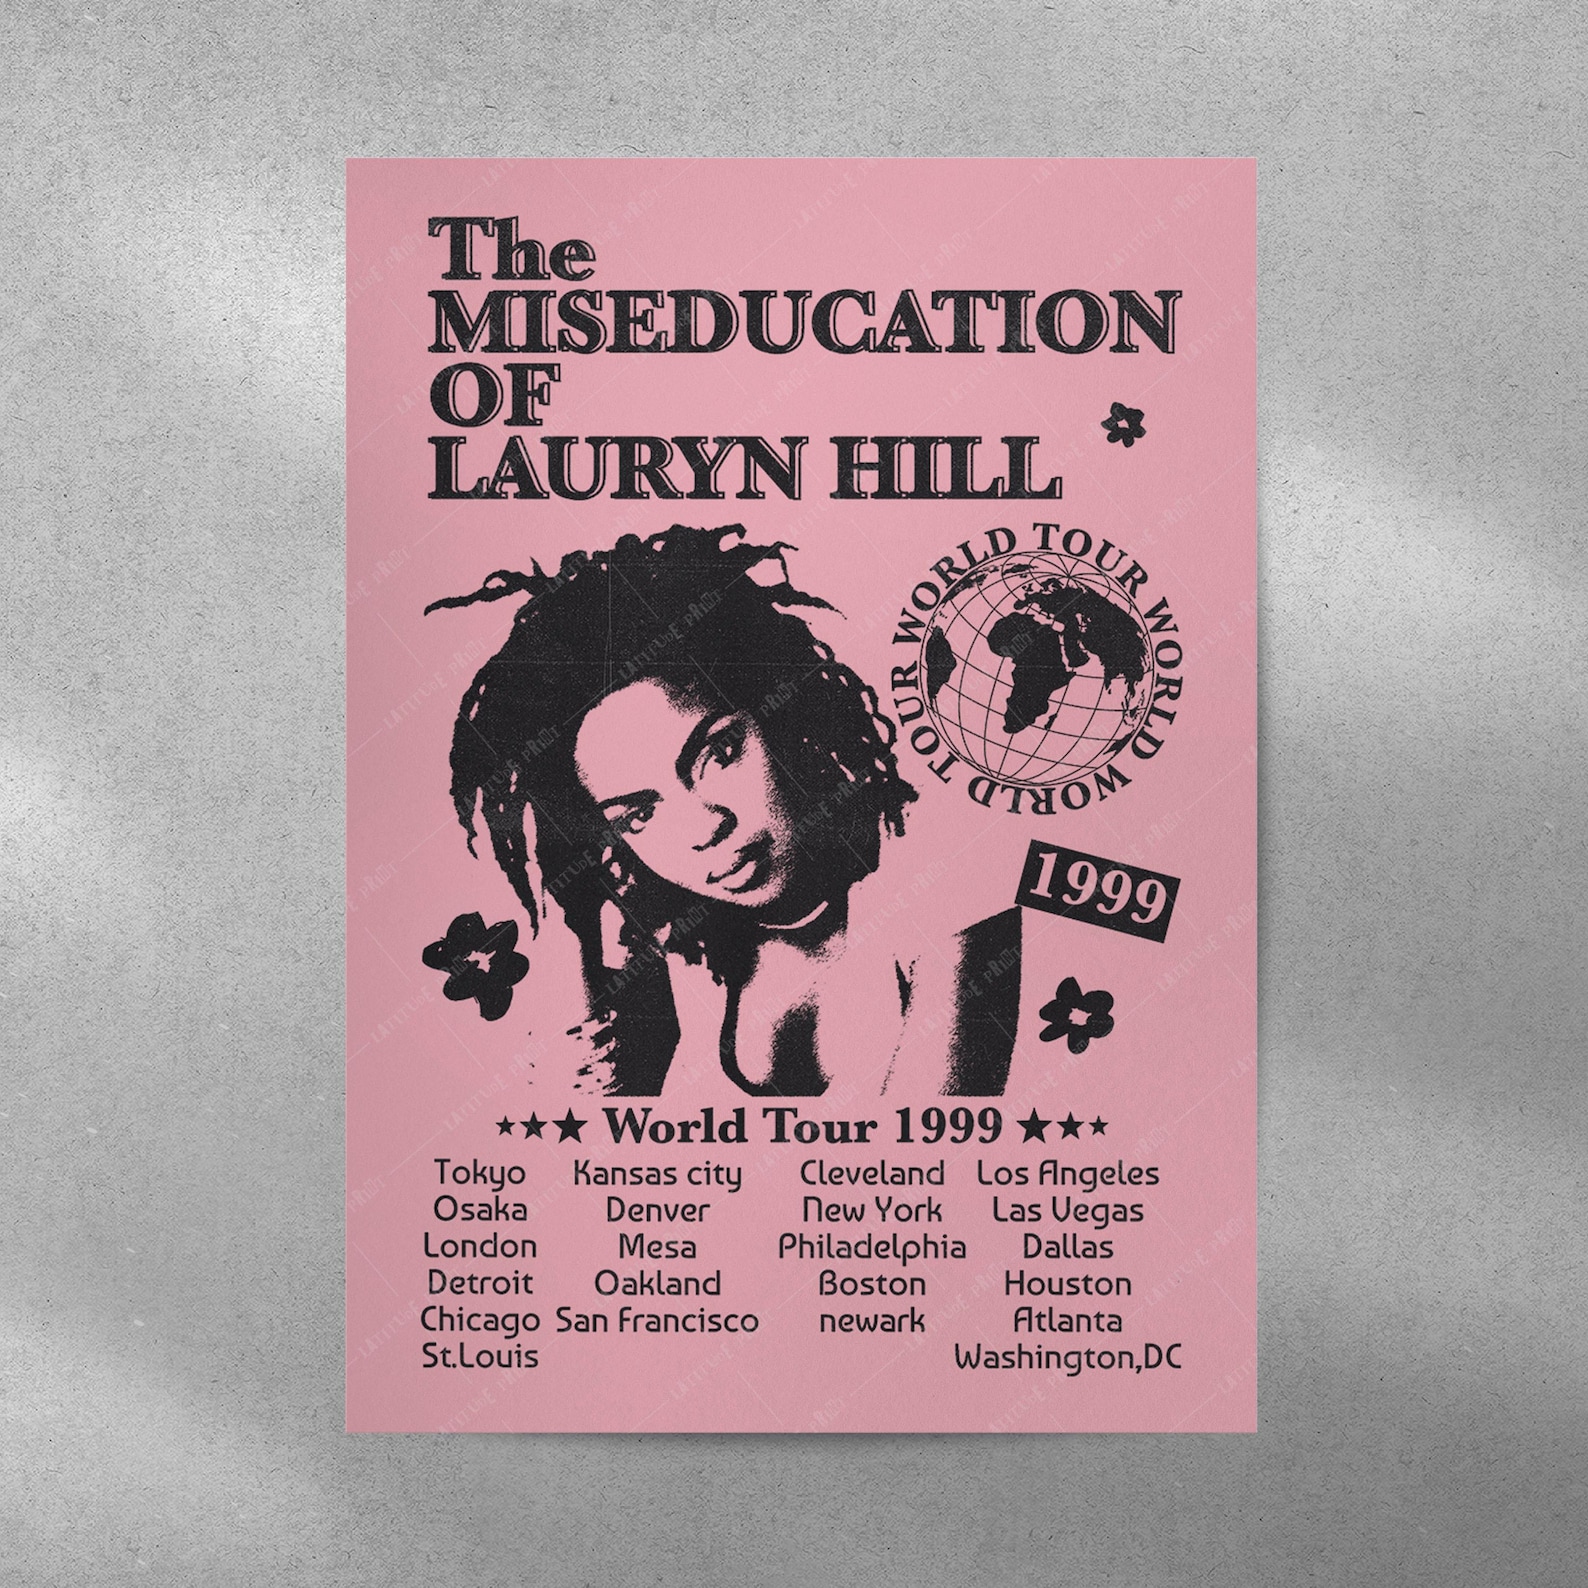 The
MISEDUCATION
OF
LAURYN HILL
WORLD TOUR WORLD WORLD TOUR
1999
★★★ World Tour 1999 ★★★
Tokyo Kansas city Cleveland Los Angeles
Osaka Denver New York Las Vegas
London Mesa Philadelphia Dallas
Detroit Oakland Boston Houston
Chicago San Francisco newark Atlanta
St.Louis Washington,DC
LATITUDE PRINT